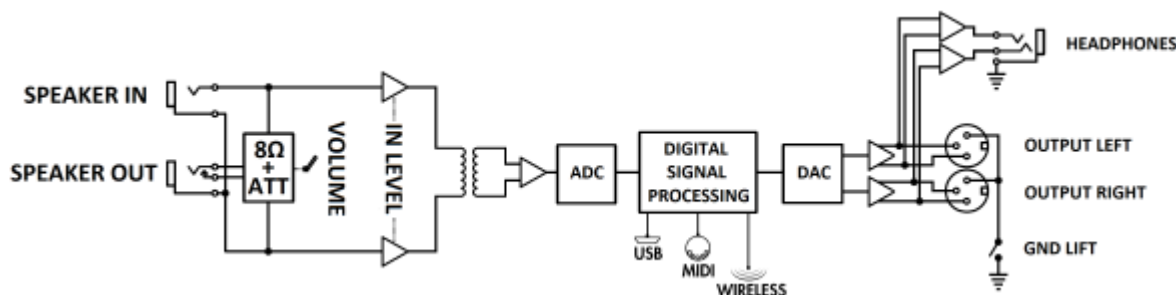 SPEAKER IN
SPEAKER OUT
8Ω
+
ATT
VOLUME
IN LEVEL
ADC
DIGITAL
SIGNAL
PROCESSING
USB
MIDI
WIRELESS
DAC
HEADPHONES
OUTPUT LEFT
OUTPUT RIGHT
GND LIFT